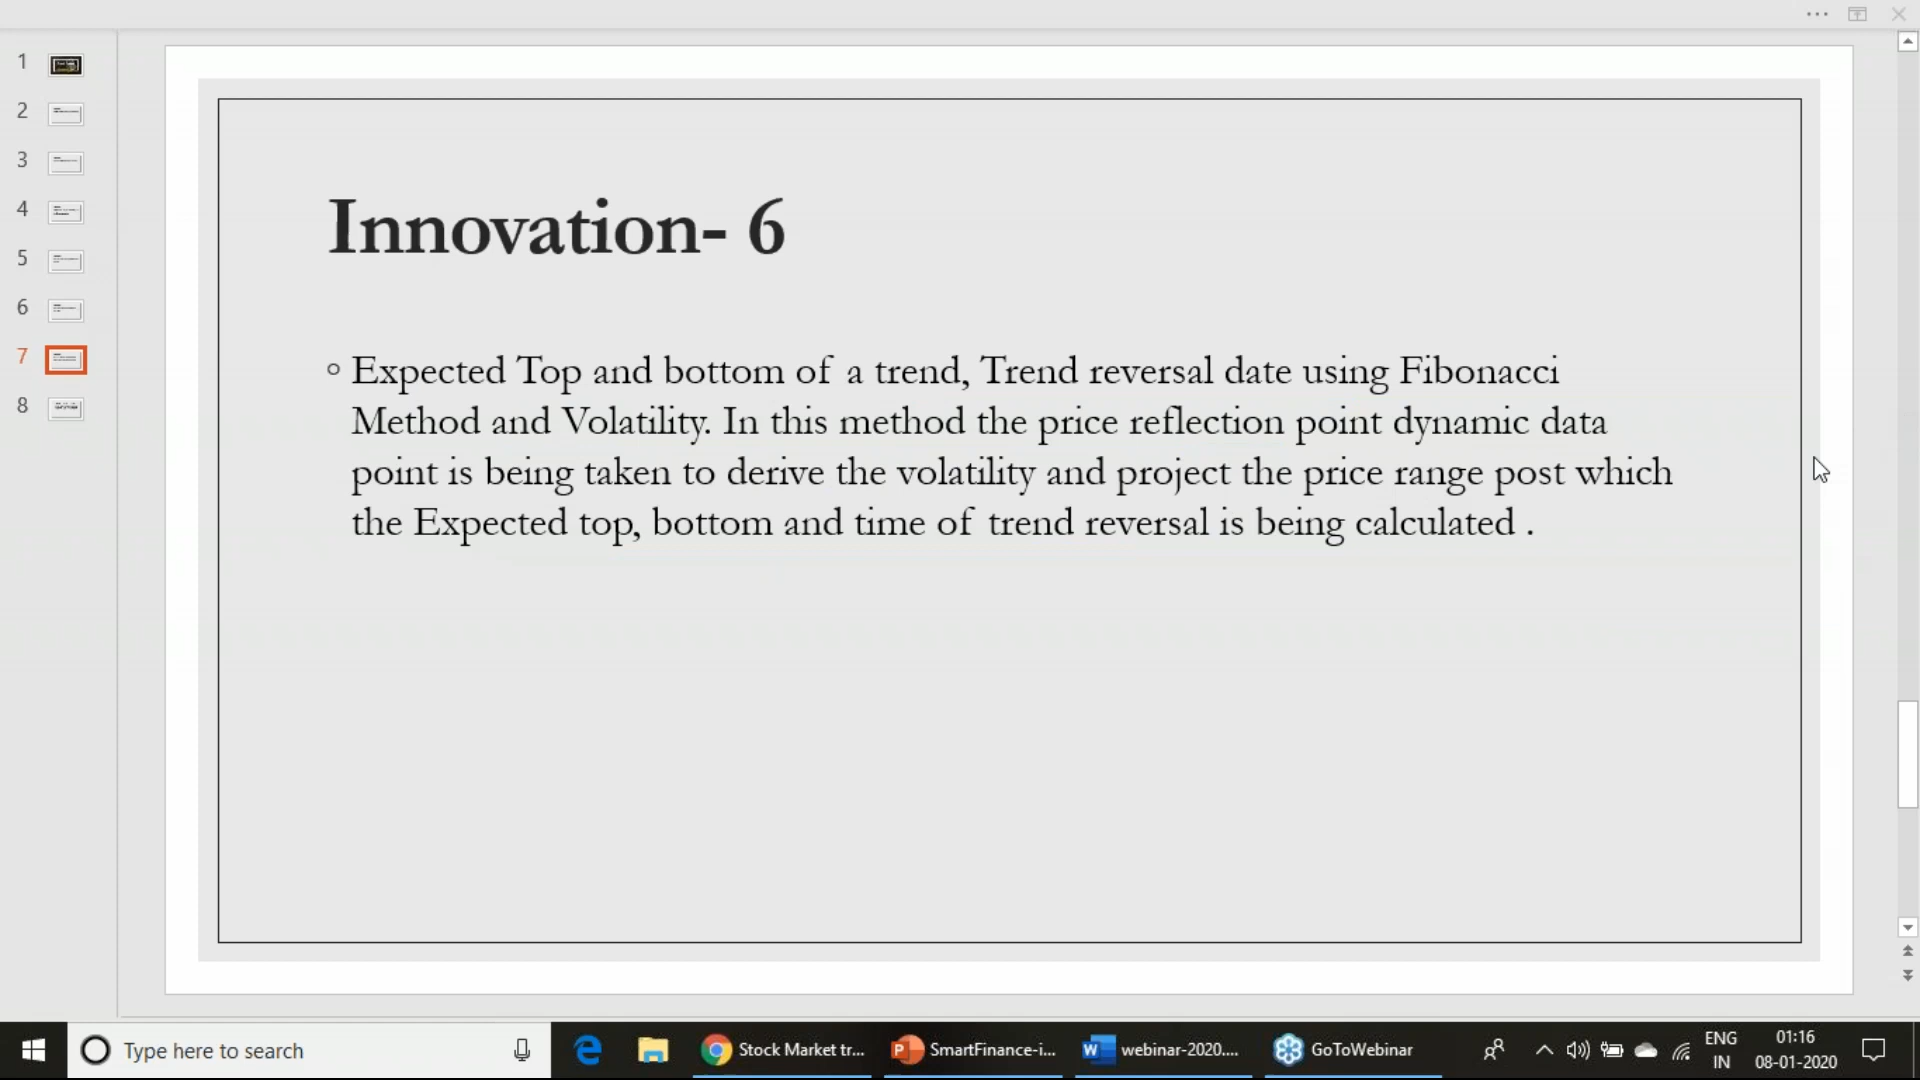 1
2
3
4
5
6
7
8
Innovation- 6
Expected Top and bottom of a trend, Trend reversal date using Fibonacci
Method and Volatility. In this method the price reflection point dynamic data
point is being taken to derive the volatility and project the price range post which
the Expected top, bottom and time of trend reversal is being calculated .
Type here to search
Stock Market tr...
SmartFinance-i...
webinar-2020....
GoToWebinar
ENG
IN
01:16
08-01-2020